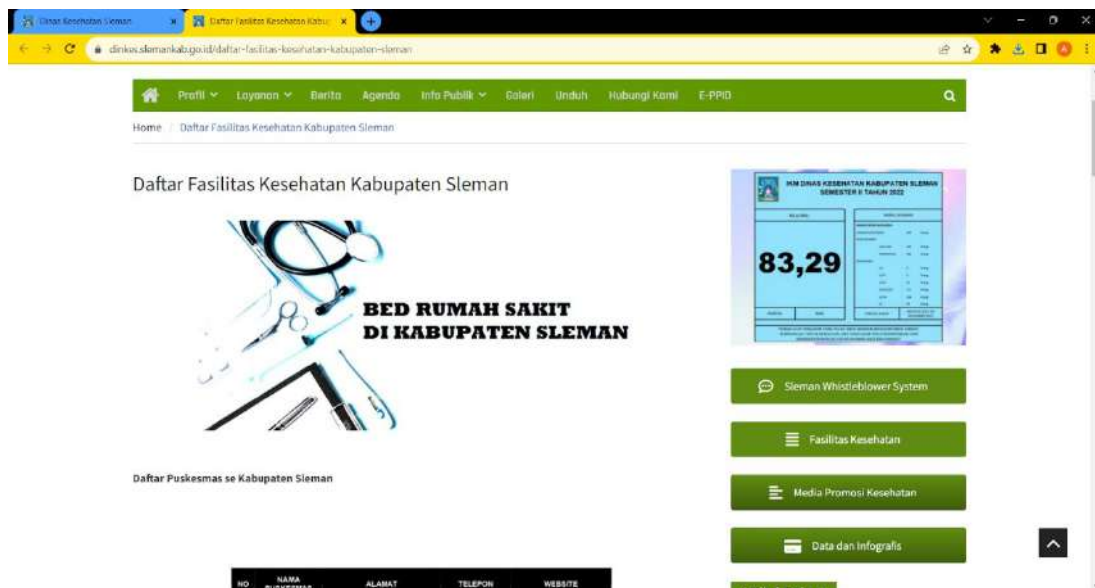 Dinas Kesehatan Sleman
Daftar Fasilitas Kesehatan Kabup
dinkes.slemankab.go.id/daftar-fasilitas-kesehatan-kabupaten-sleman
Profil Layanan Berita Agenda Info Publik Galeri Unduh Hubungi Kami E-PPID
Home / Daftar Fasilitas Kesehatan Kabupaten Sleman
Daftar Fasilitas Kesehatan Kabupaten Sleman
BED RUMAH SAKIT
DI KABUPATEN SLEMAN
Daftar Puskesmas se Kabupaten Sleman
NO NAMA PUSKESMAS ALAMAT TELEPON WEBSITE
IKM DINAS KESEHATAN KABUPATEN SLEMAN
SEMESTER II TAHUN 2022
83,29
Sleman Whistleblower System
Fasilitas Kesehatan
Media Promosi Kesehatan
Data dan Infografis